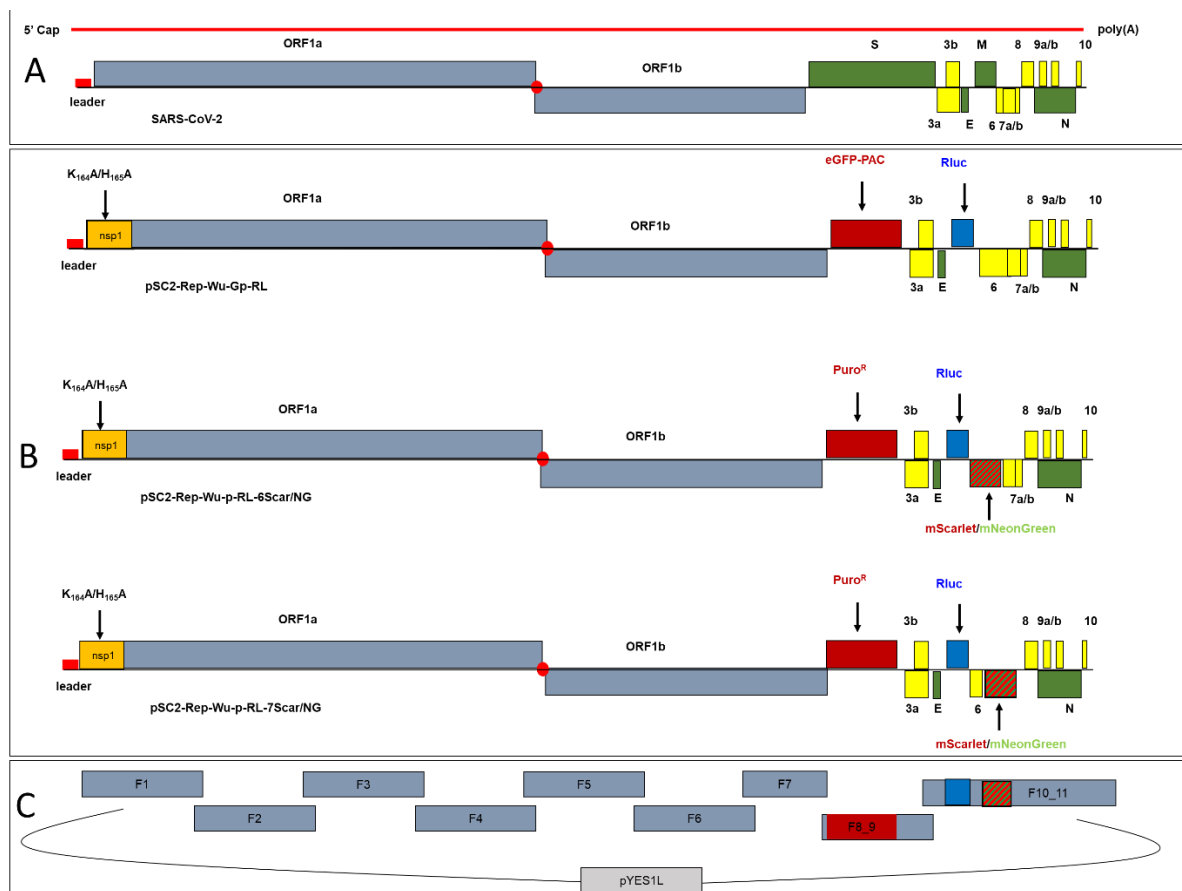 5' Cap
poly(A)
ORF1a
S
3b
M
8
9a/b
10
A
ORF1b
leader
SARS-CoV-2
3a
E
6
7a/b
N
eGFP-PAC
Rluc
K164A/H165A
ORF1a
3b
8
9a/b
10
nsp1
ORF1b
leader
pSC2-Rep-Wu-Gp-RL
3a
E
6
7a/b
N
B
PuroR
Rluc
K164A/H165A
ORF1a
3b
8
9a/b
10
nsp1
ORF1b
leader
pSC2-Rep-Wu-p-RL-6Scar/NG
3a
E
7a/b
N
mScarlet/mNeonGreen
PuroR
Rluc
K164A/H165A
ORF1a
3b
8
9a/b
10
nsp1
ORF1b
leader
pSC2-Rep-Wu-p-RL-7Scar/NG
3a
E
6
N
mScarlet/mNeonGreen
C
F1
F3
F5
F7
F10_11
F2
F4
F6
F8_9
pYES1L